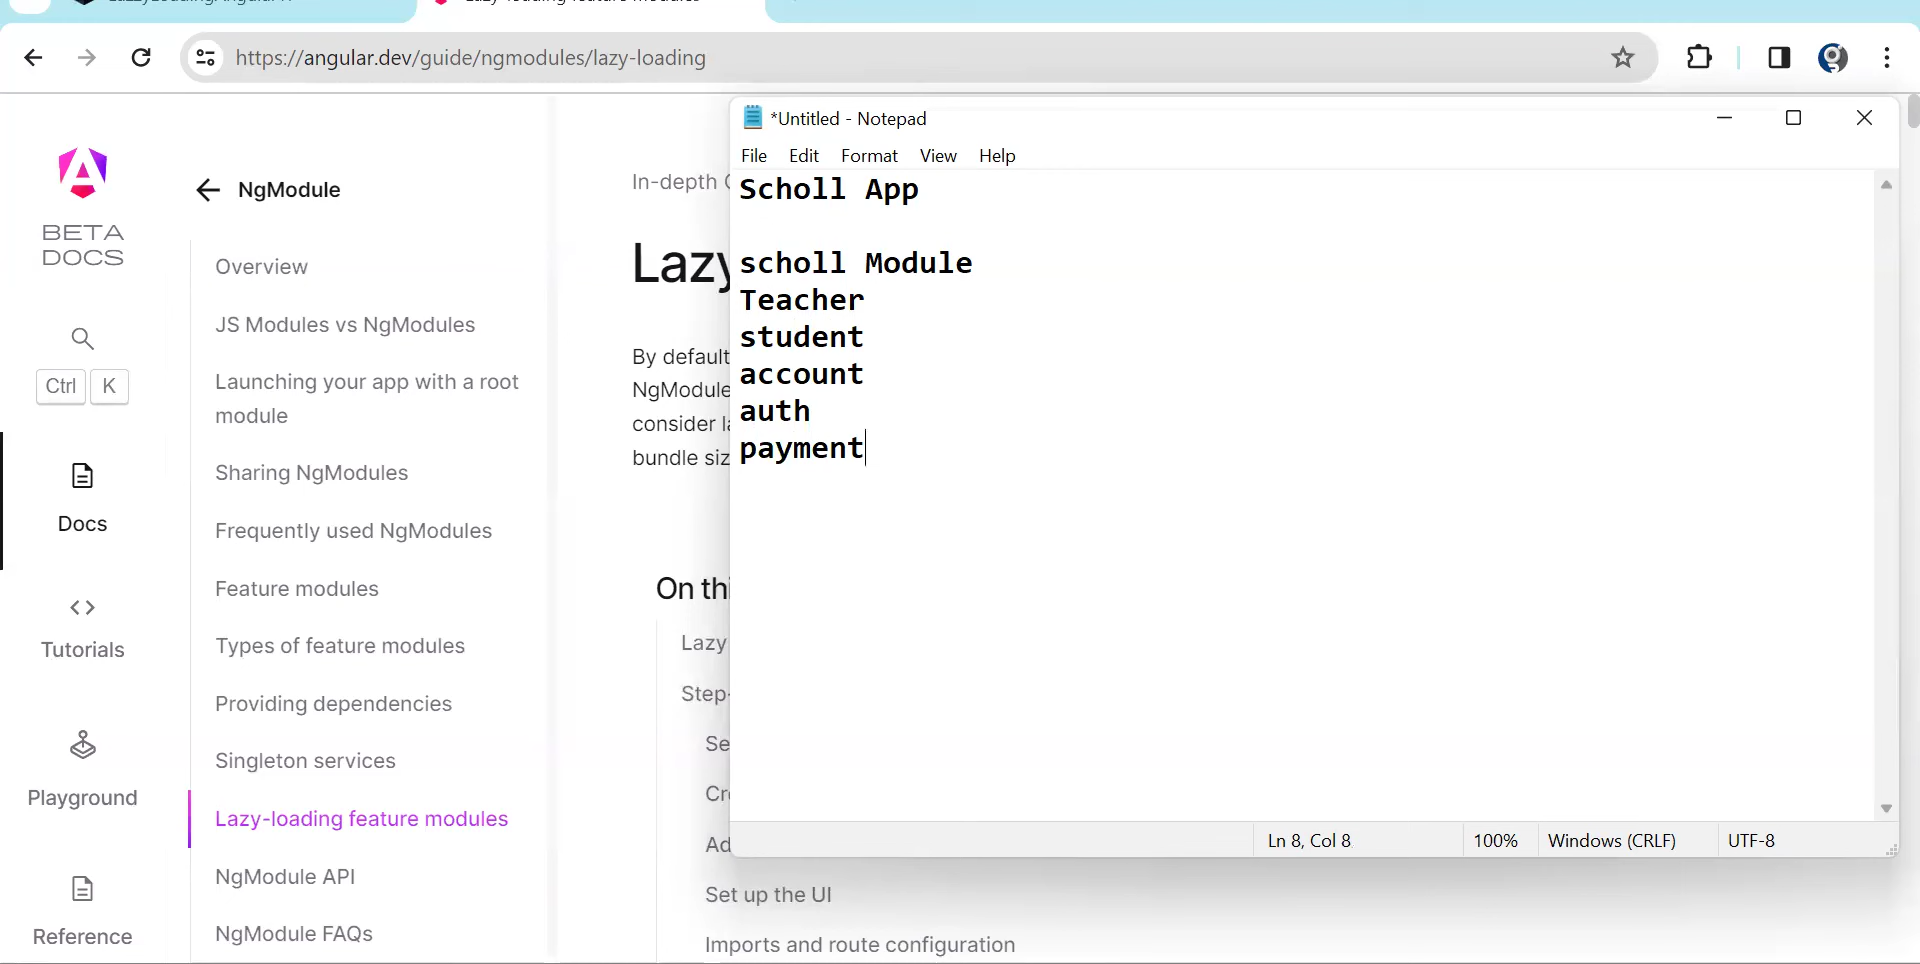 https://angular.dev/guide/ngmodules/lazy-loading
BETA
DOCS
Ctrl K
Docs
Tutorials
Playground
Reference
NgModule
Overview
JS Modules vs NgModules
Launching your app with a root
module
Sharing NgModules
Frequently used NgModules
Feature modules
Types of feature modules
Providing dependencies
Singleton services
Lazy-loading feature modules
NgModule API
NgModule FAQs
In-depth
Lazy
By default
NgModule
consider
bundle
On
Lazy
Step-
Set up the UI
Imports and route configuration
*Untitled - Notepad
File Edit Format View Help
Scholl App
scholl Module
Teacher
student
account
auth
payment
Ln 8, Col 8 100% Windows (CRLF) UTF-8